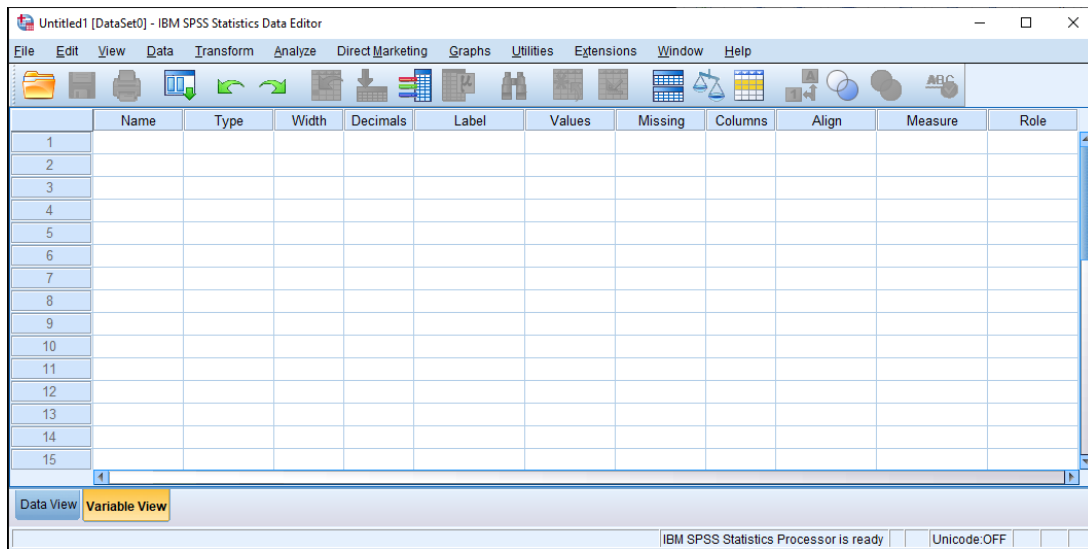 Untitled1 [DataSet0] - IBM SPSS Statistics Data Editor
File Edit View Data Transform Analyze Direct Marketing Graphs Utilities Extensions Window Help
A
1
ABC
Name Type Width Decimals Label Values Missing Columns Align Measure Role
1
2
3
4
5
6
7
8
9
10
11
12
13
14
15
Data View Variable View
IBM SPSS Statistics Processor is ready Unicode:OFF